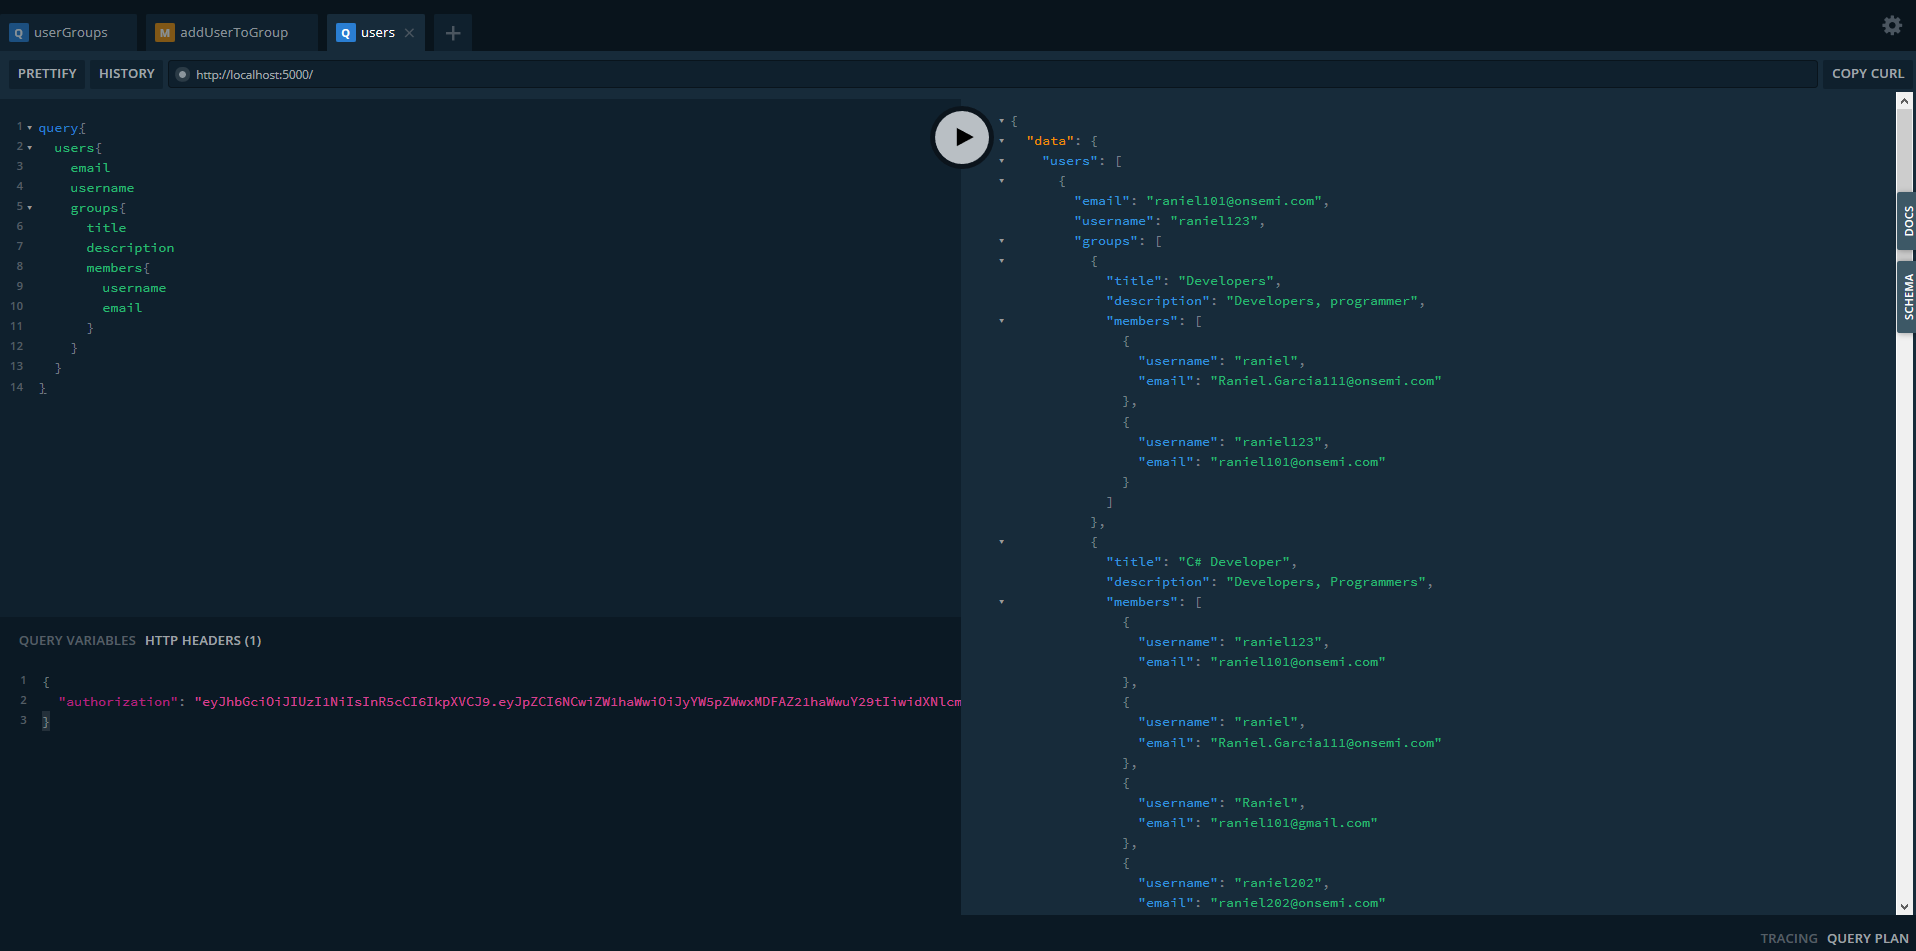 Q userGroups
M addUserToGroup
Q users
PRETTIFY
HISTORY
http://localhost:5000/
COPY CURL
1 query{
2 users{
3 email
4 username
5 groups{
6 title
7 description
8 members{
9 username
10 email
11 }
12 }
13 }
14 }
QUERY VARIABLES
HTTP HEADERS (1)
1 {
2 "authorization": "eyJhbGciOiJIUzI1NiIsInR5cCI6IkpXVCJ9.eyJpZCI6NCwiZW1haWwiOiJyYW5pZWwxMDFAZ21haWwuY29tIiwidXNlcm
3 }
{
"data": {
"users": [
{
"email": "raniel101@onsemi.com",
"username": "raniel123",
"groups": [
{
"title": "Developers",
"description": "Developers, programmer",
"members": [
{
"username": "raniel",
"email": "Raniel.Garcia111@onsemi.com"
},
{
"username": "raniel123",
"email": "raniel101@onsemi.com"
}
]
},
{
"title": "C# Developer",
"description": "Developers, Programmers",
"members": [
{
"username": "raniel123",
"email": "raniel101@onsemi.com"
},
{
"username": "raniel",
"email": "Raniel.Garcia111@onsemi.com"
},
{
"username": "Raniel",
"email": "raniel101@gmail.com"
},
{
"username": "raniel202",
"email": "raniel202@onsemi.com"
DOCS
SCHEMA
TRACING
QUERY PLAN